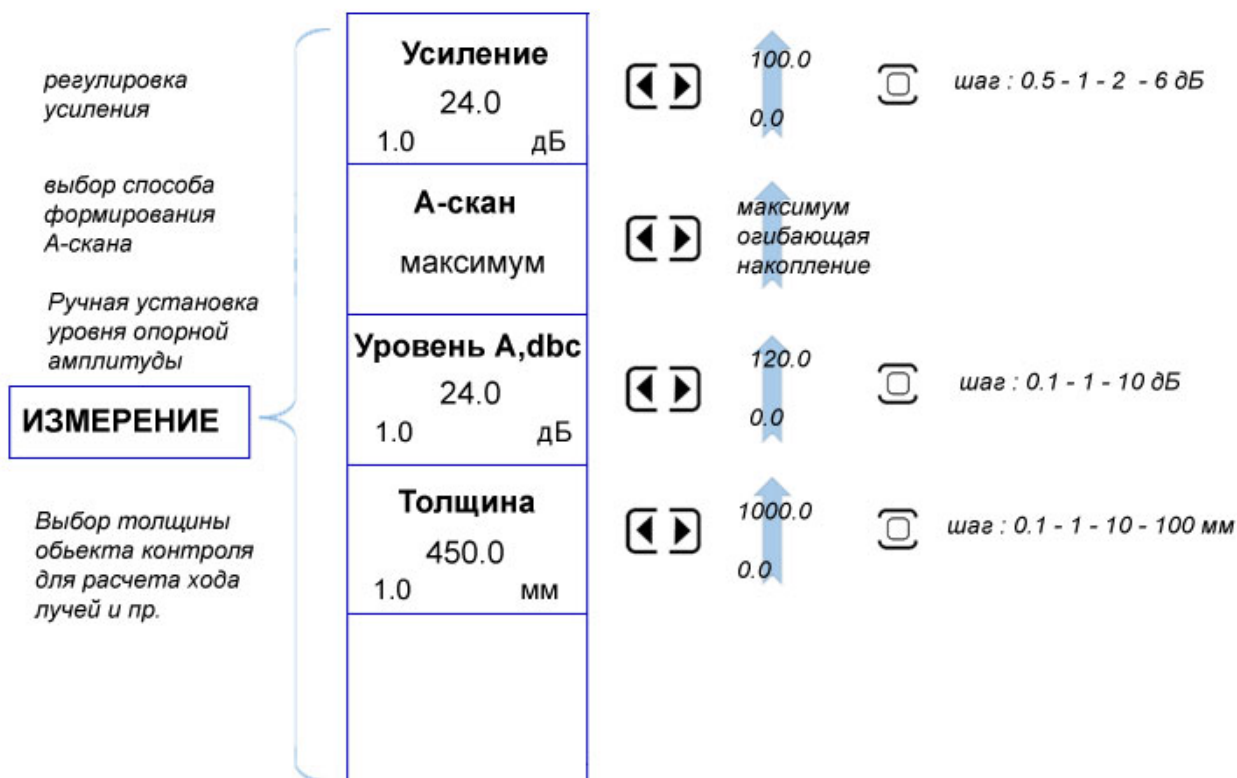 регулировка
усиления
Усиление
24.0
1.0 дБ
100.0
0.0
шаг : 0.5 - 1 - 2 - 6 дБ
выбор способа
формирования
А-скана
А-скан
максимум
максимум
огибающая
накопление
Ручная установка
уровня опорной
амплитуды
Уровень А,dbc
24.0
1.0 дБ
120.0
0.0
шаг : 0.1 - 1 - 10 дБ
ИЗМЕРЕНИЕ
Выбор толщины
обьекта контроля
для расчета хода
лучей и пр.
Толщина
450.0
1.0 мм
1000.0
0.0
шаг : 0.1 - 1 - 10 - 100 мм